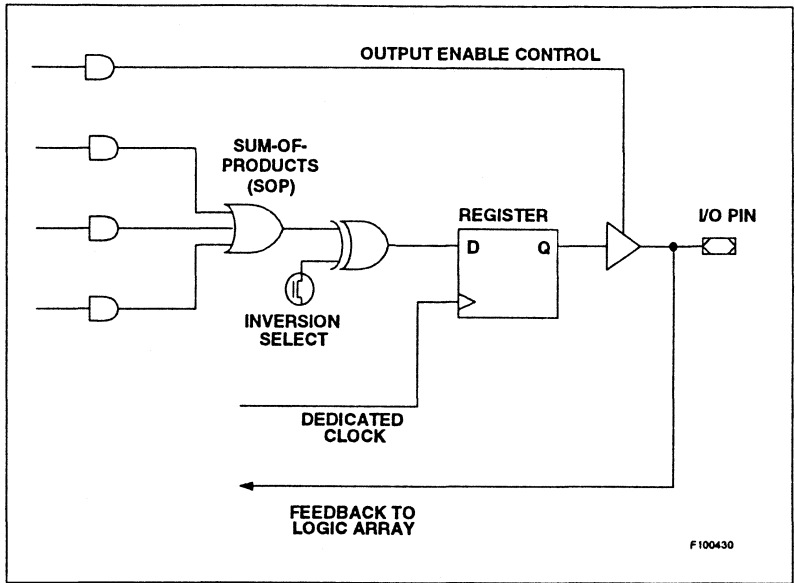 OUTPUT ENABLE CONTROL
SUM-OF-
PRODUCTS
(SOP)
REGISTER
I/O PIN
D Q
INVERSION
SELECT
DEDICATED
CLOCK
FEEDBACK TO
LOGIC ARRAY
F100430